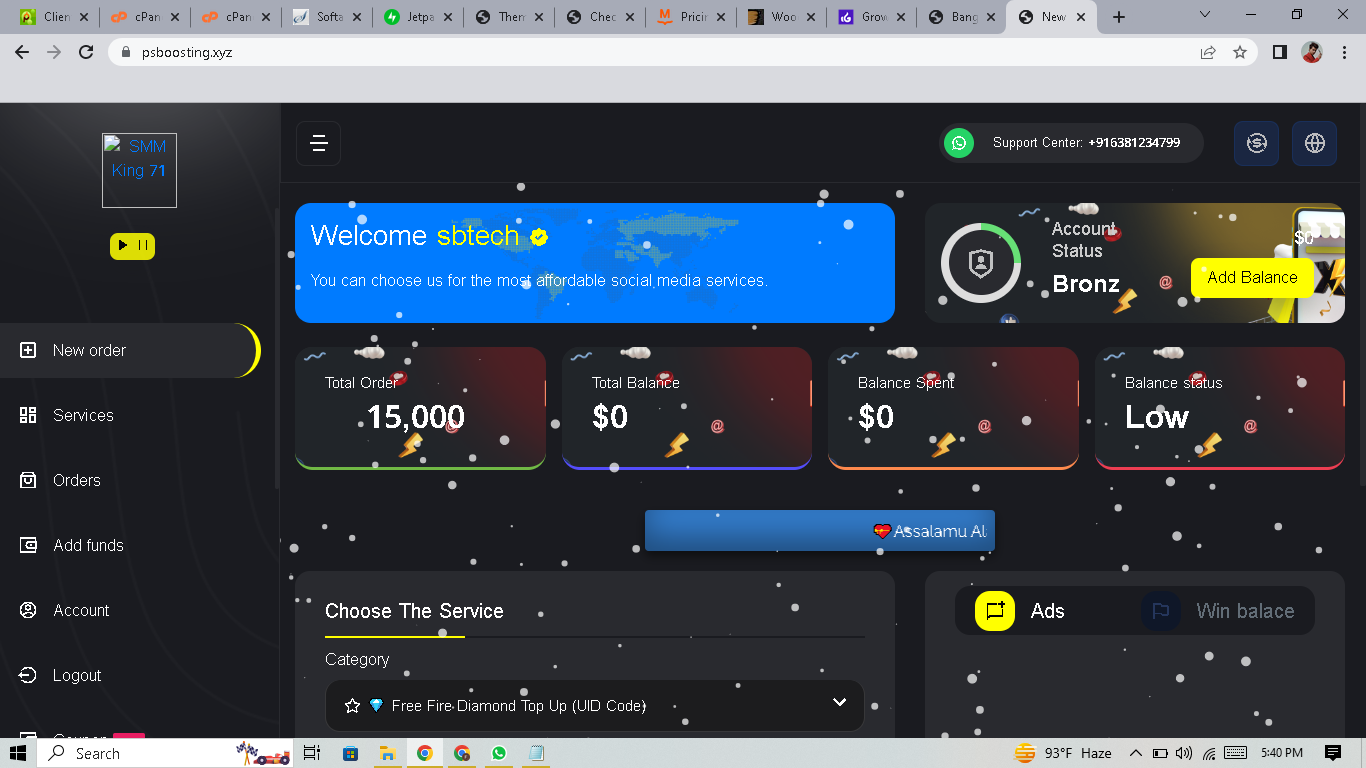 Clien
cPan
cPan
Softa
Jetpa
Them
Chec
Pricin
Woo
Grow
Bang
New
psboosting.xyz
SMM
King 71
Support Center: +916381234799
Welcome sbtech
You can choose us for the most affordable social media services.
Account
Status
$0
Bronz
Add Balance
New order
Services
Orders
Add funds
Account
Logout
Total Order
15,000
Total Balance
$0
Balance Spent
$0
Balance status
Low
Assalamu Al
Choose The Service
Category
Free Fire Diamond Top Up (UID Code)
Ads
Win balace
Search
93°F Haze
5:40 PM